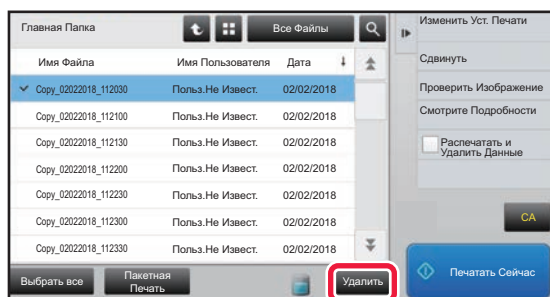 Главная Папка
Все Файлы
Имя Файла Имя Пользователя Дата
Copy_02022018_112030 Польз.Не Извест. 02/02/2018
Copy_02022018_112100 Польз.Не Извест. 02/02/2018
Copy_02022018_112130 Польз.Не Извест. 02/02/2018
Copy_02022018_112200 Польз.Не Извест. 02/02/2018
Copy_02022018_112230 Польз.Не Извест. 02/02/2018
Copy_02022018_112300 Польз.Не Извест. 02/02/2018
Copy_02022018_112330 Польз.Не Извест. 02/02/2018
Выбрать все
Пакетная
Печать
Удалить
Изменить Уст. Печати
Сдвинуть
Проверить Изображение
Смотрите Подробности
Распечатать и
Удалить Данные
CA
Печатать Сейчас